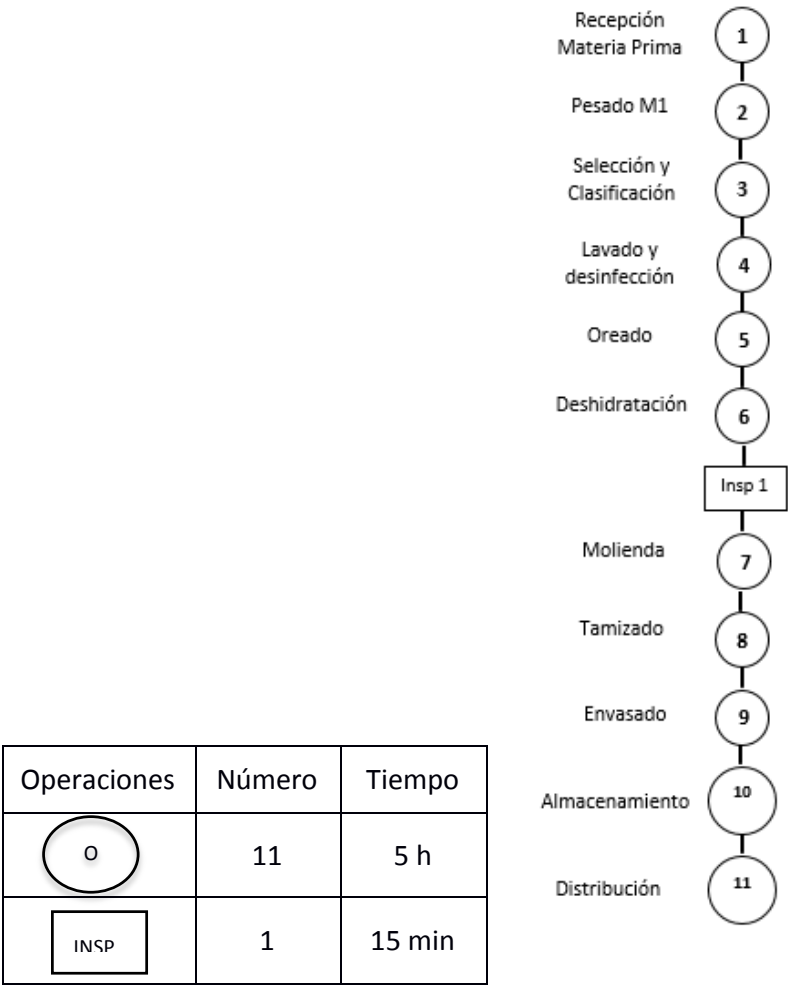 Recepción
Materia Prima
1
Pesado M1
2
Selección y
Clasificación
3
Lavado y
desinfección
4
Oreado
5
Deshidratación
6
Insp 1
Molienda
7
Tamizado
8
Envasado
9
Almacenamiento
10
Distribución
11
Operaciones Número Tiempo
O 11 5 h
INSP 1 15 min